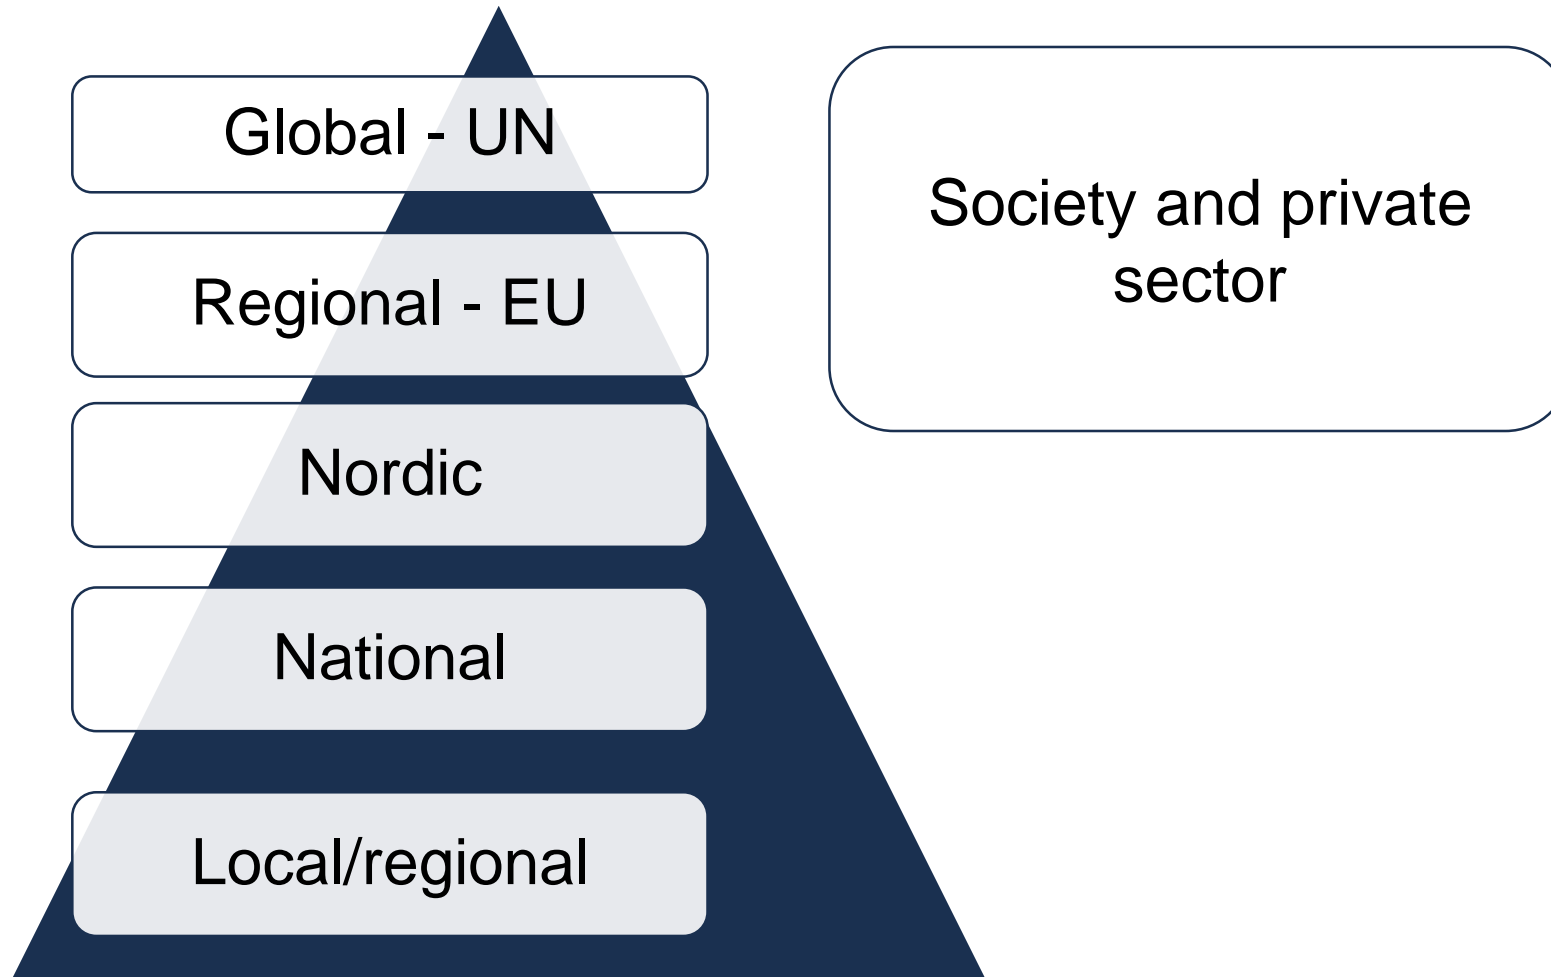 Global - UN
Regional - EU
Nordic
National
Local/regional
Society and private
sector